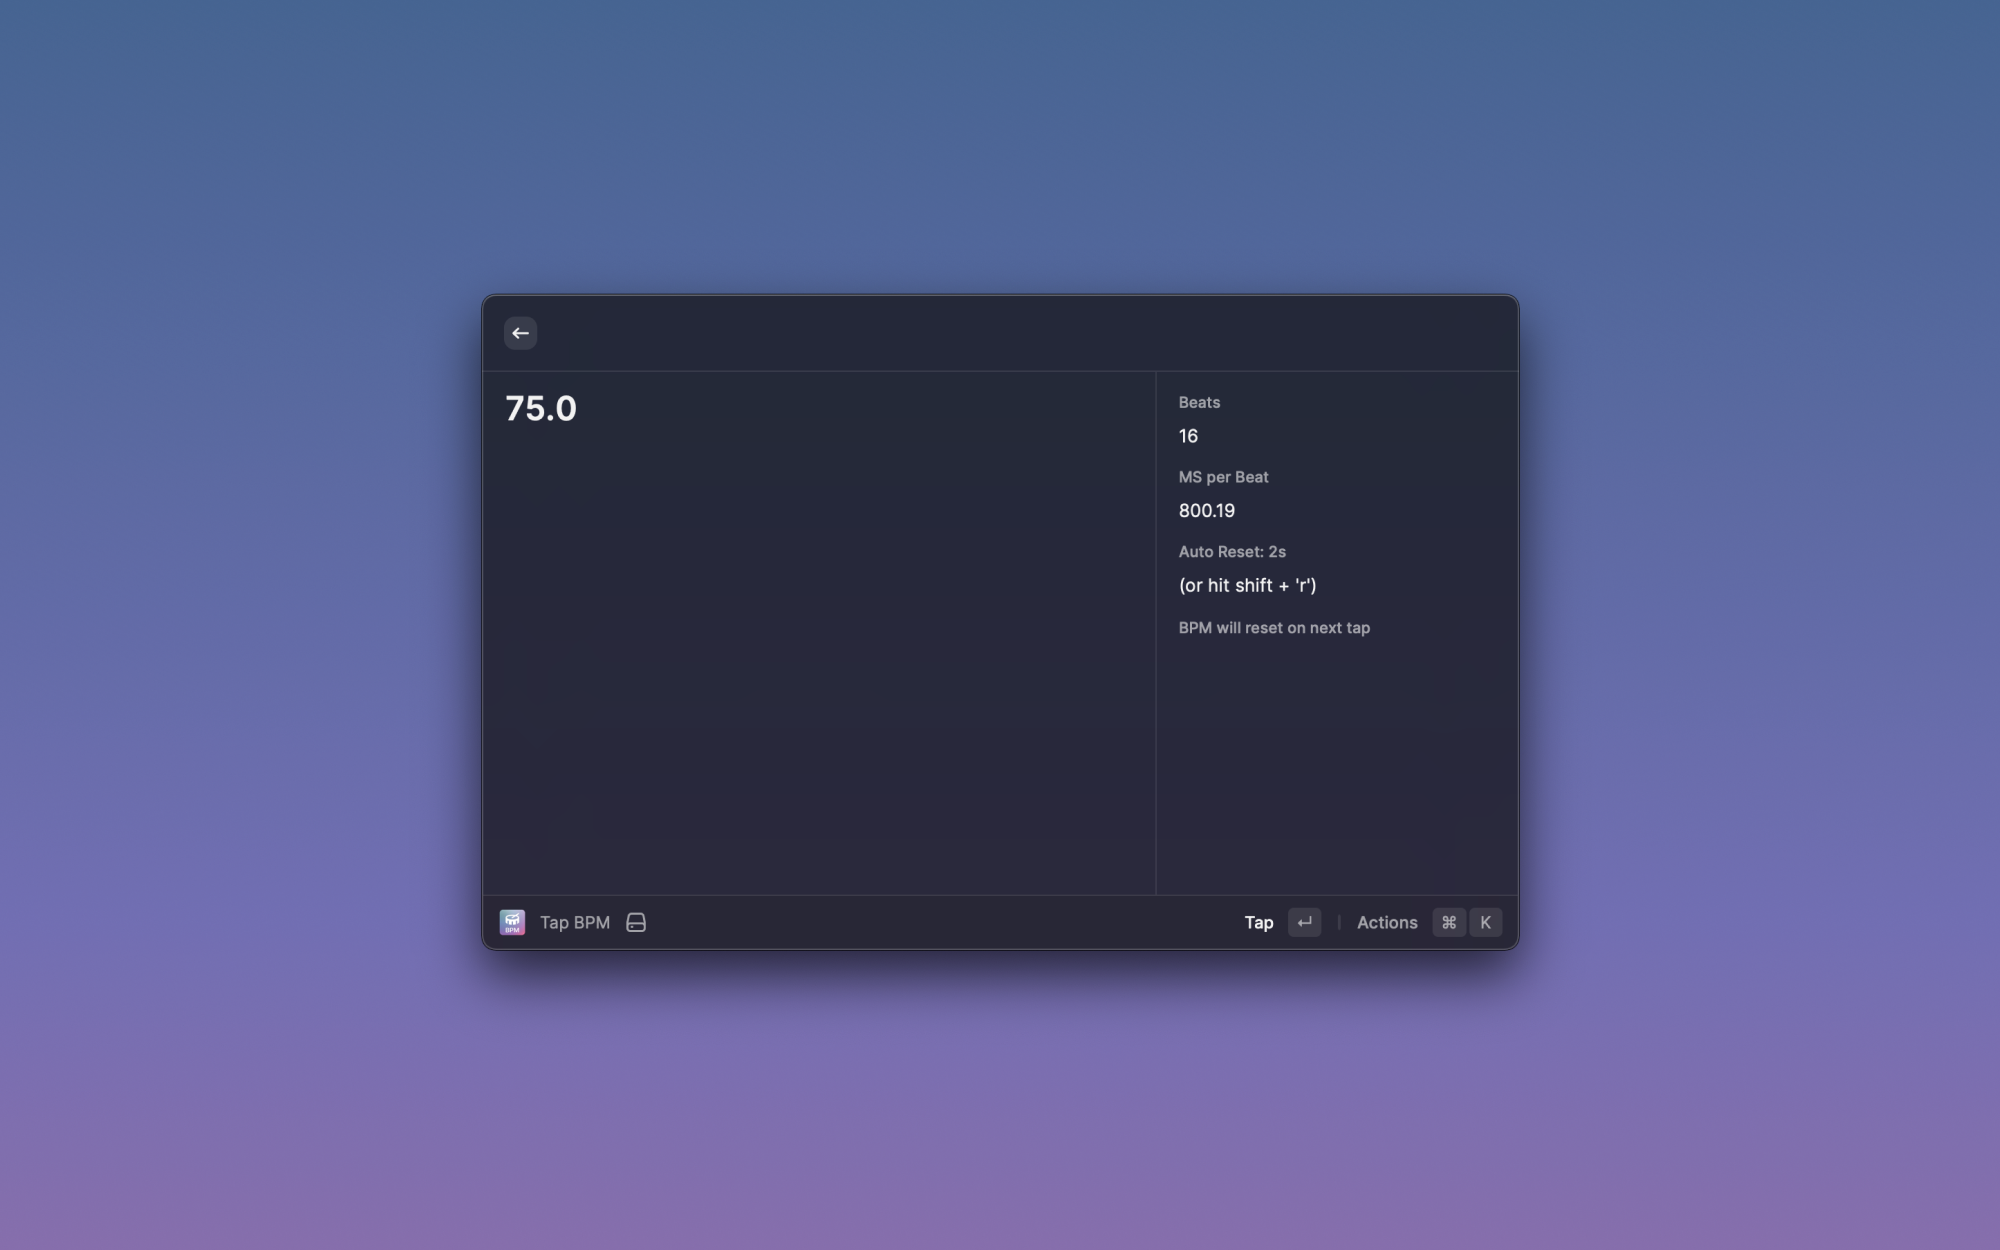 75.0
Beats
16
MS per Beat
800.19
Auto Reset: 2s
(or hit shift + 'r')
BPM will reset on next tap
BPM
Tap BPM
Tap ↵ | Actions ⌘ K